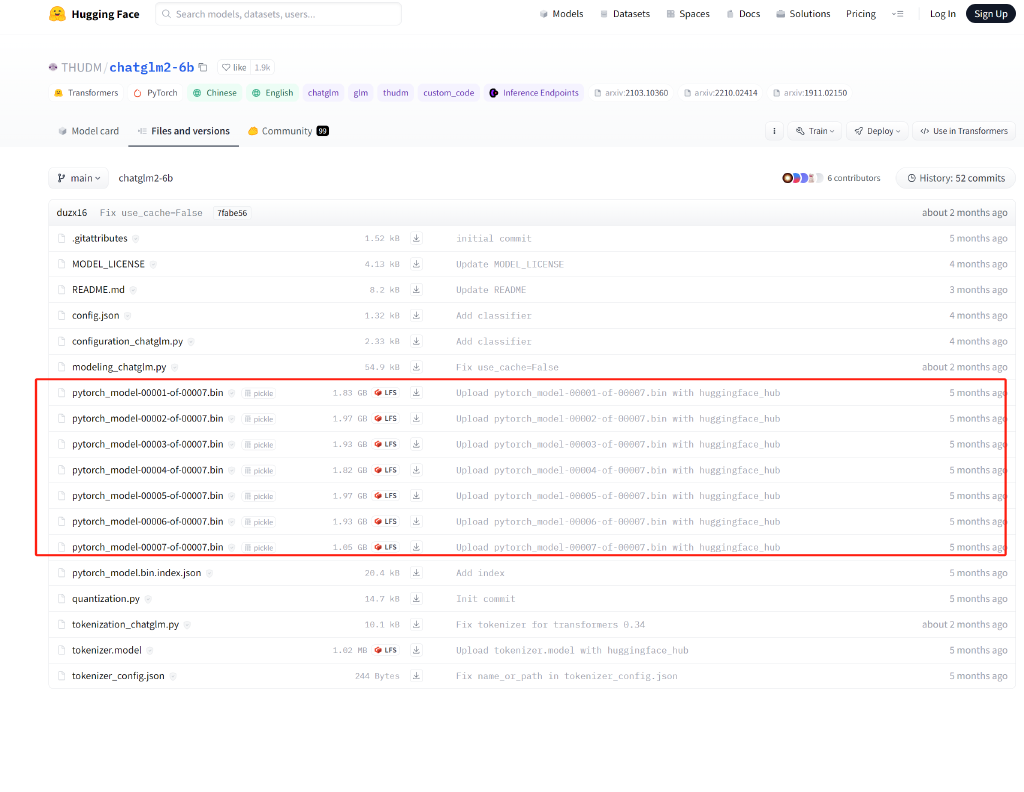 Hugging Face Search models, datasets, users... Models Datasets Spaces Docs Solutions Pricing Log In Sign Up
THUDM/chatglm2-6b like 1.9k
Transformers PyTorch Chinese English chatglm glm thudm custom_code Inference Endpoints arxiv:2103.10360 arxiv:2210.02414 arxiv:1911.02150
Model card Files and versions Community 99 Train Deploy Use in Transformers
main chatglm2-6b 6 contributors History: 52 commits
duzx16 Fix use_cache=False 7fabe56 about 2 months ago
.gitattributes 1.52 kB initial commit 5 months ago
MODEL_LICENSE 4.13 kB Update MODEL_LICENSE 4 months ago
README.md 8.2 kB Update README 3 months ago
config.json 1.32 kB Add classifier 4 months ago
configuration_chatglm.py 2.33 kB Add classifier 4 months ago
modeling_chatglm.py 54.9 kB Fix use_cache=False about 2 months ago
pytorch_model-00001-of-00007.bin pickle 1.83 GB LFS Upload pytorch_model-00001-of-00007.bin with huggingface_hub 5 months ago
pytorch_model-00002-of-00007.bin pickle 1.97 GB LFS Upload pytorch_model-00002-of-00007.bin with huggingface_hub 5 months ago
pytorch_model-00003-of-00007.bin pickle 1.93 GB LFS Upload pytorch_model-00003-of-00007.bin with huggingface_hub 5 months ago
pytorch_model-00004-of-00007.bin pickle 1.82 GB LFS Upload pytorch_model-00004-of-00007.bin with huggingface_hub 5 months ago
pytorch_model-00005-of-00007.bin pickle 1.97 GB LFS Upload pytorch_model-00005-of-00007.bin with huggingface_hub 5 months ago
pytorch_model-00006-of-00007.bin pickle 1.93 GB LFS Upload pytorch_model-00006-of-00007.bin with huggingface_hub 5 months ago
pytorch_model-00007-of-00007.bin pickle 1.05 GB LFS Upload pytorch_model-00007-of-00007.bin with huggingface_hub 5 months ago
pytorch_model.bin.index.json 20.4 kB Add index 5 months ago
quantization.py 14.7 kB Init commit 5 months ago
tokenization_chatglm.py 10.1 kB Fix tokenizer for transformers 0.34 about 2 months ago
tokenizer.model 1.02 MB LFS Upload tokenizer.model with huggingface_hub 5 months ago
tokenizer_config.json 244 Bytes Fix name_or_path in tokenizer_config.json 5 months ago